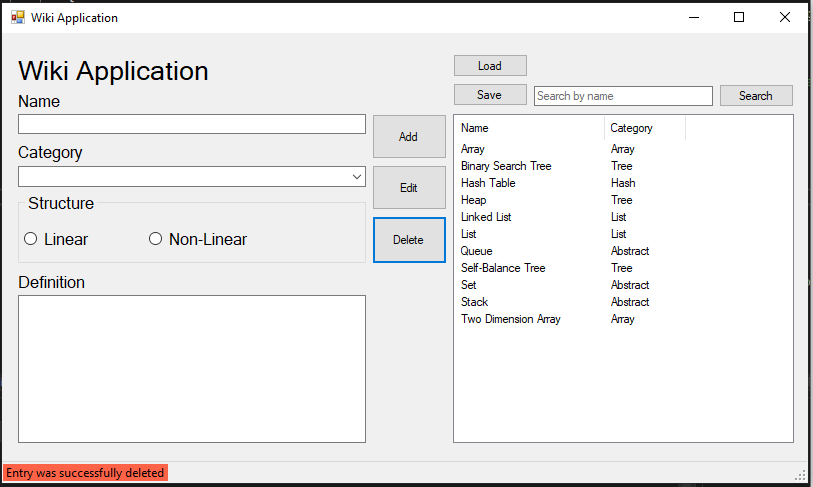 Wiki Application
Wiki Application
Name
Category
Structure
Linear Non-Linear
Definition
Add
Edit
Delete
Load
Save Search by name Search
Name Category
Array Array
Binary Search Tree Tree
Hash Table Hash
Heap Tree
Linked List List
List List
Queue Abstract
Self-Balance Tree Tree
Set Abstract
Stack Abstract
Two Dimension Array Array
Entry was successfully deleted